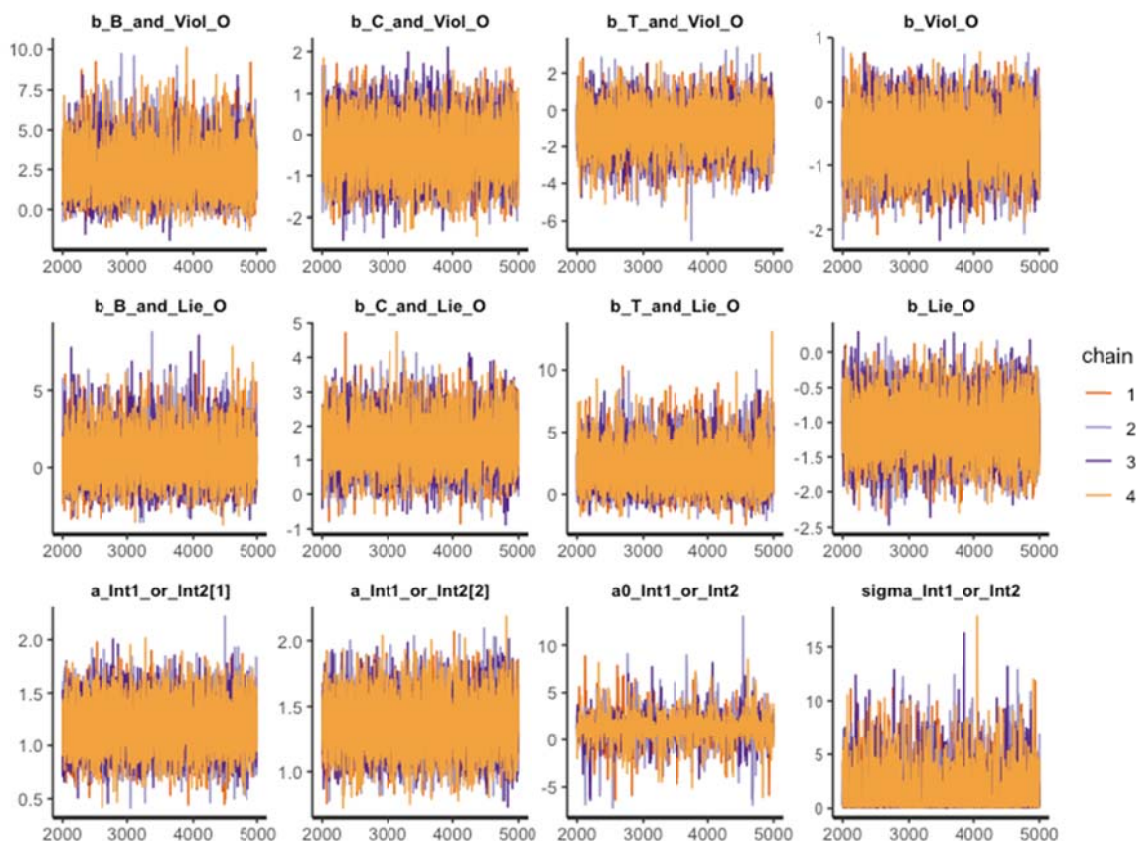 b_B_and_Viol_O b_C_and_Viol_O b_T_and_Viol_O b_Viol_O
10.0 7.5 5.0 2.5 0.0
2 1 0 -1 -2
2 0 -2 -4 -6
1 0 -1 -2
2000 3000 4000 5000 2000 3000 4000 5000 2000 3000 4000 5000 2000 3000 4000 5000
b_B_and_Lie_O b_C_and_Lie_O b_T_and_Lie_O b_Lie_O
5 0
5 4 3 2 1 0 -1
10 5 0
0.0 -0.5 -1.0 -1.5 -2.0 -2.5
2000 3000 4000 5000 2000 3000 4000 5000 2000 3000 4000 5000 2000 3000 4000 5000
chain
1
2
3
4
a_Int1_or_Int2[1] a_Int1_or_Int2[2] a0_Int1_or_Int2 sigma_Int1_or_Int2
2.0 1.5 1.0 0.5
2.0 1.5 1.0
10 5 0 -5
15 10 5 0
2000 3000 4000 5000 2000 3000 4000 5000 2000 3000 4000 5000 2000 3000 4000 5000